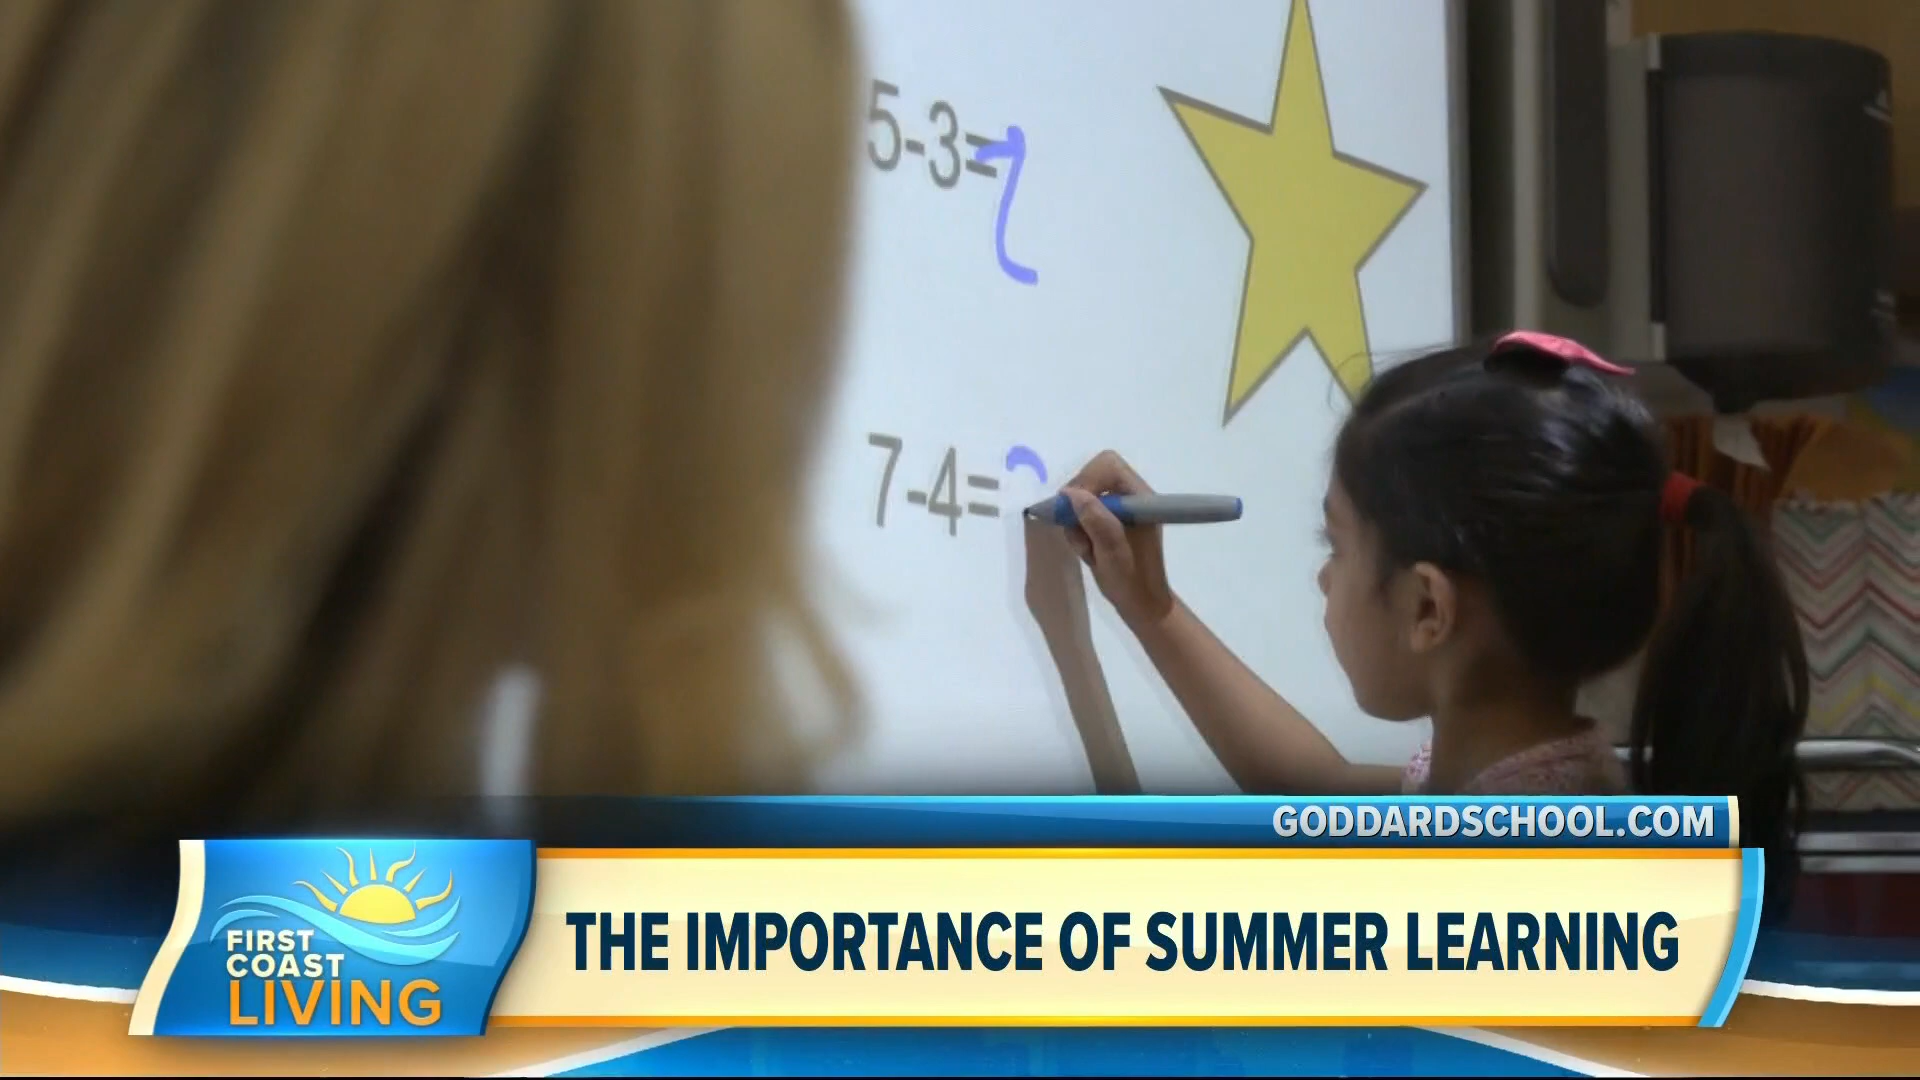 5-3=2
7-4=
GODDARDSCHOOL.COM
FIRST
COAST
LIVING
THE IMPORTANCE OF SUMMER LEARNING